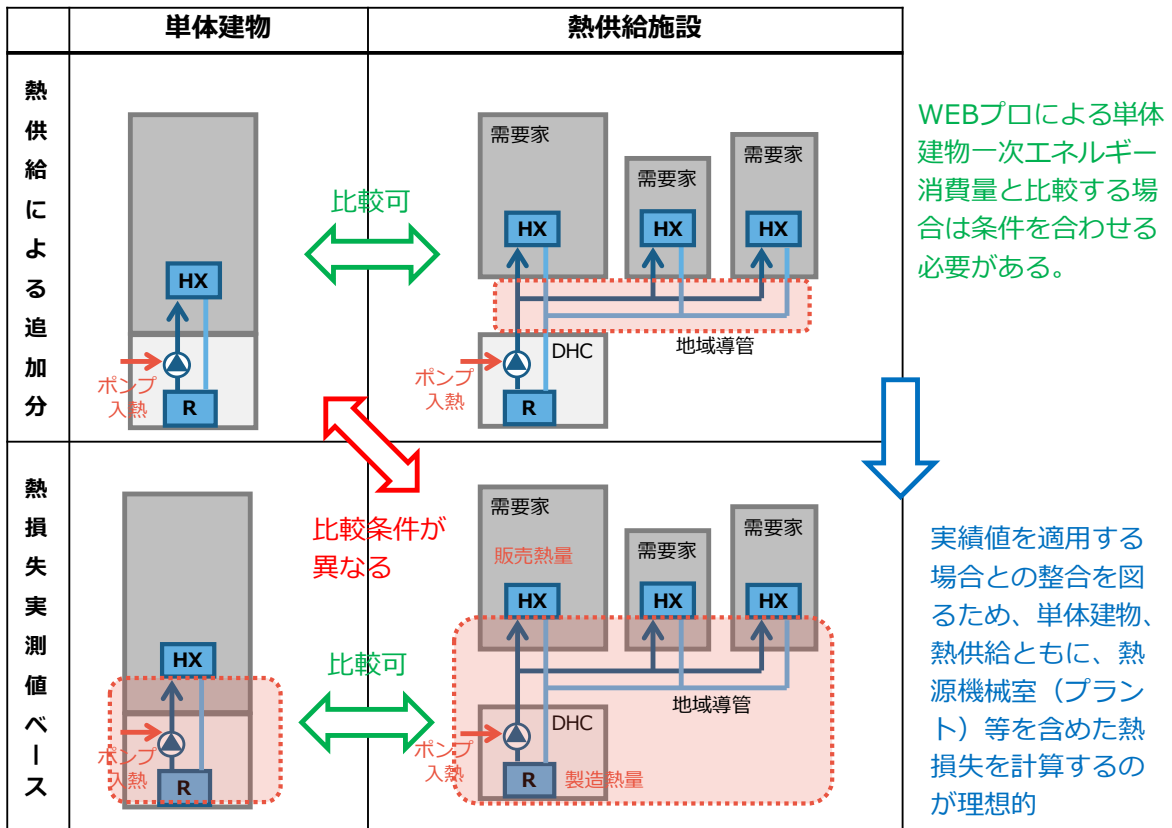 単体建物
熱供給施設
熱供給による追加分
HX
ポンプ
入熱
R
比較可
需要家
需要家
需要家
HX
HX
HX
地域導管
DHC
ポンプ
入熱
R
WEBプロによる単体
建物一次エネルギー
消費量と比較する場
合は条件を合わせる
必要がある。
比較条件が
異なる
熱損失実測値ベース
HX
ポンプ
入熱
R
比較可
需要家
需要家
需要家
販売熱量
HX
HX
HX
地域導管
DHC
ポンプ
入熱
R
製造熱量
実績値を適用する
場合との整合を図
るため、単体建物、
熱供給ともに、熱
源機械室（プラン
ト）等を含めた熱
損失を計算するの
が理想的